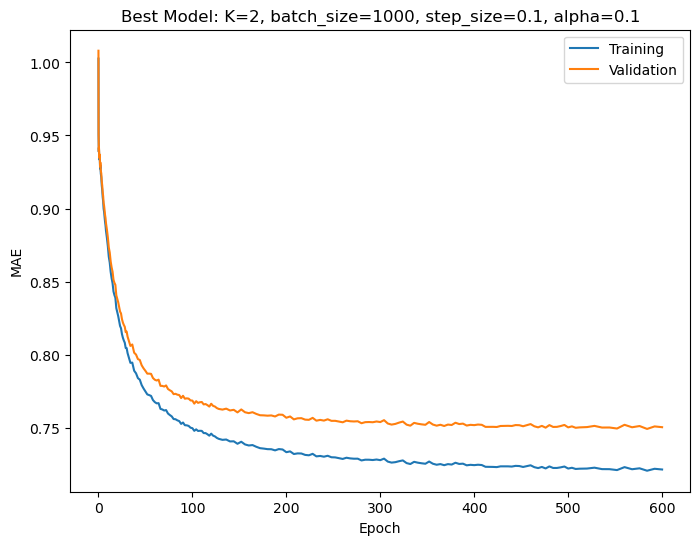 Best Model: K=2, batch_size=1000, step_size=0.1, alpha=0.1
Training
Validation
1.00
0.95
0.90
0.85
0.80
0.75
MAE
0
100
200
300
400
500
600
Epoch